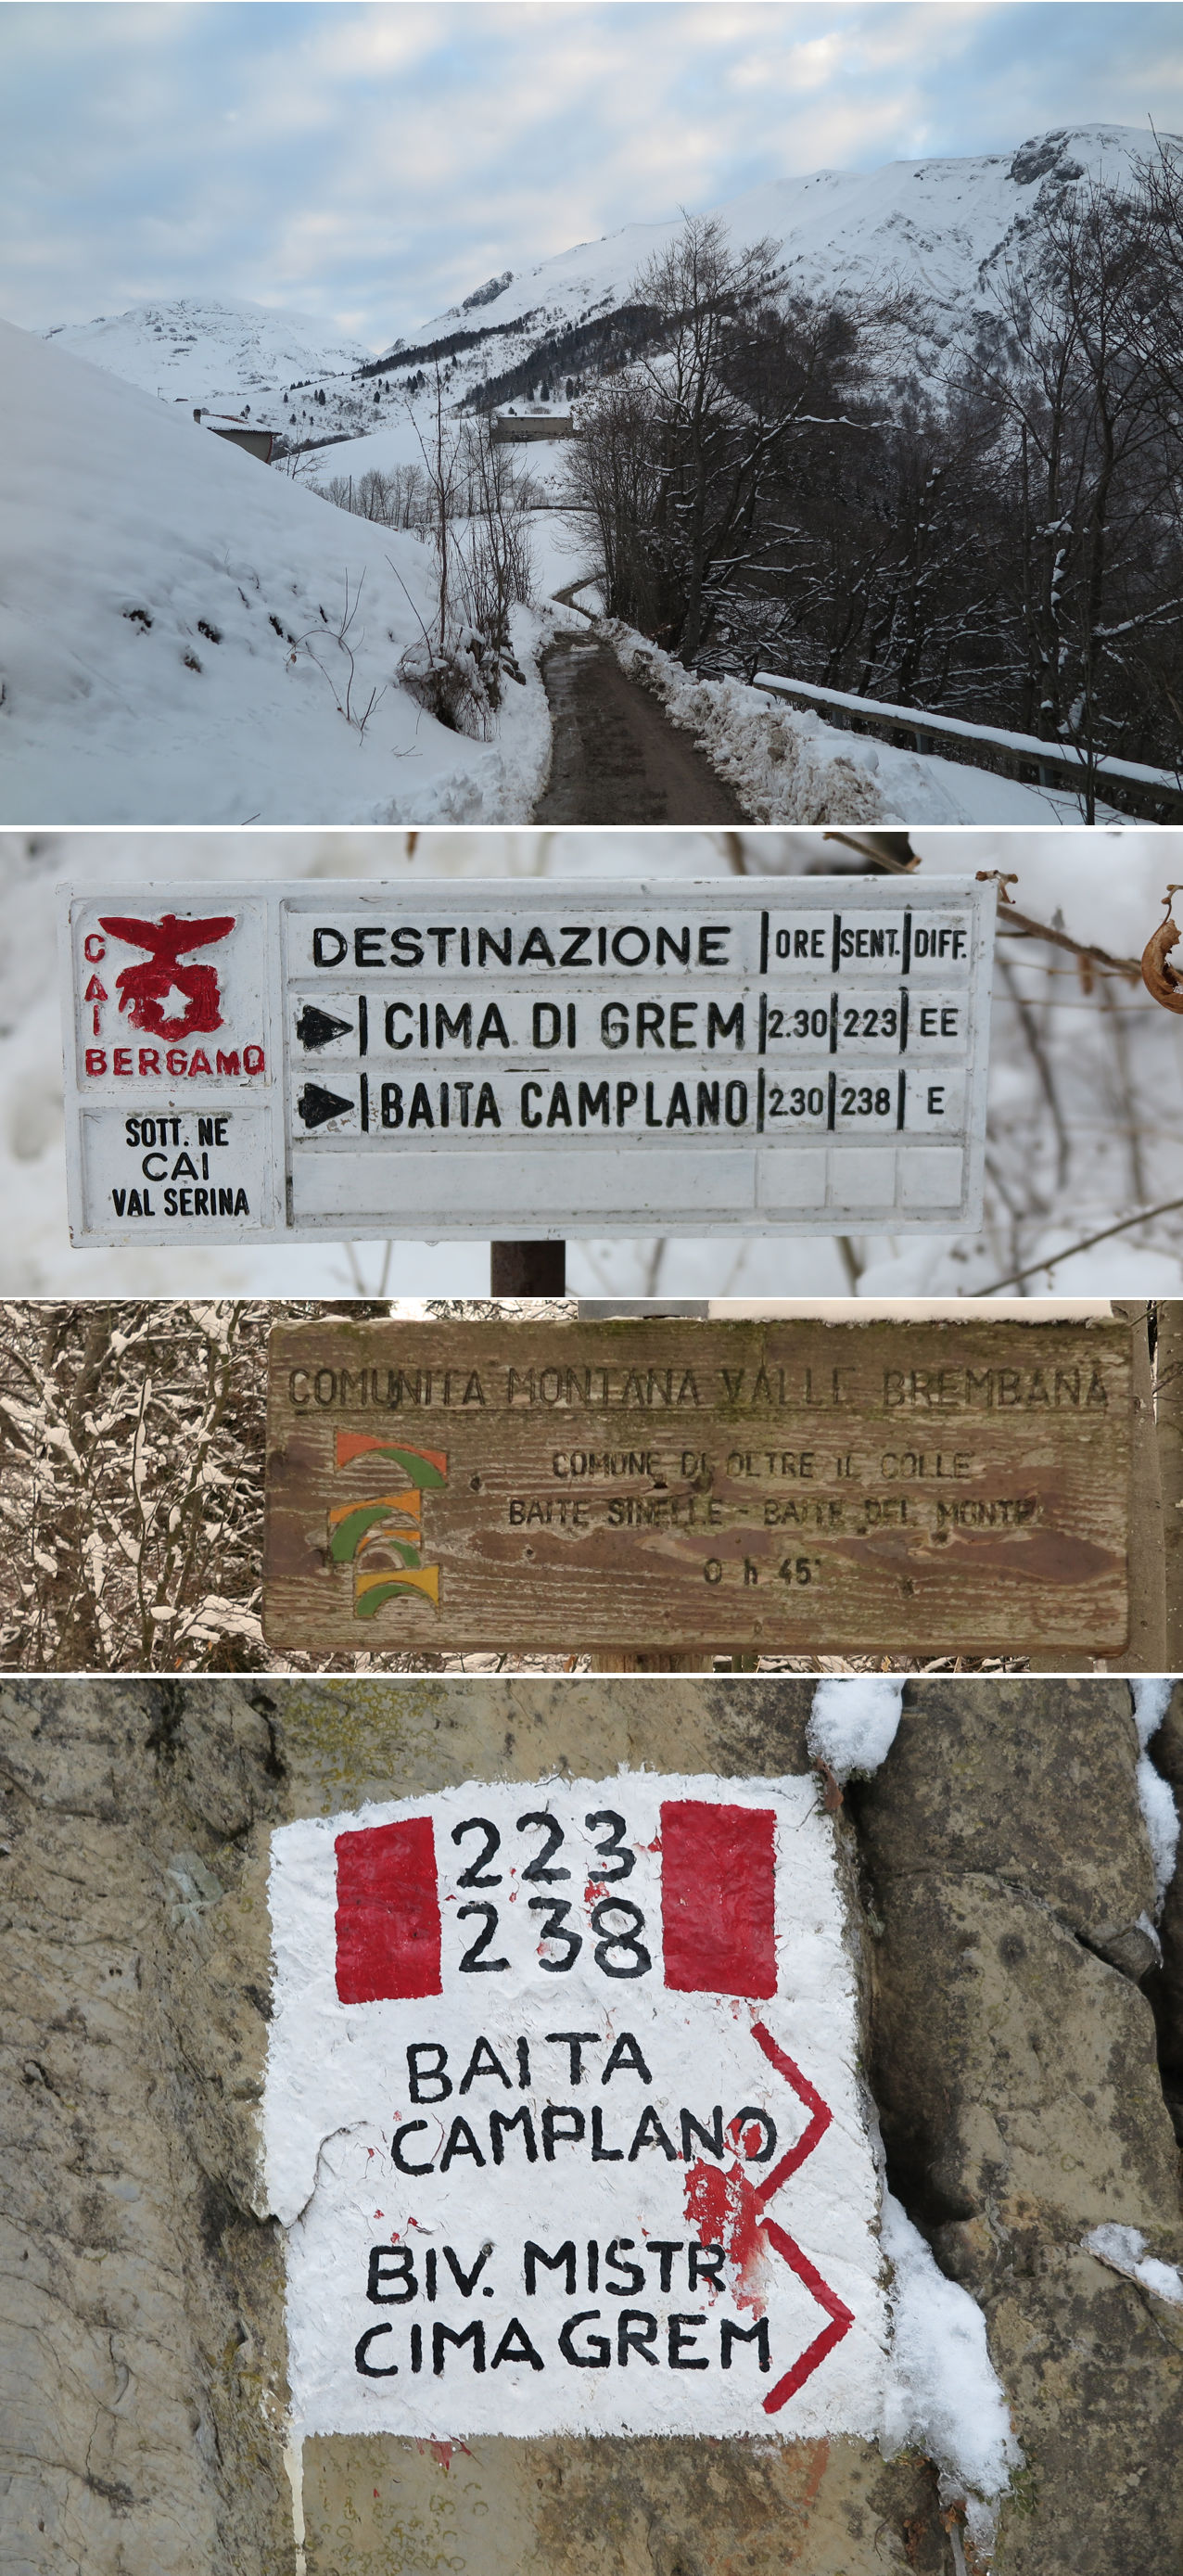 CAI
BERGAMO
SOTT. NE
CAI
VAL SERINA
DESTINAZIONE ORE SENT. DIFF.
CIMA DI GREM 2.30 223 EE
BAITA CAMPLANO 2.30 238 E
COMUNITA MONTANA VALLE BREMBANA
COMUNE DI OLTRE IL COLLE
BAITE SINELLE - BAITE DEL MONTE
0 h 45'
223
238
BAITA
CAMPLANO
BIV. MISTR
CIMA GREM